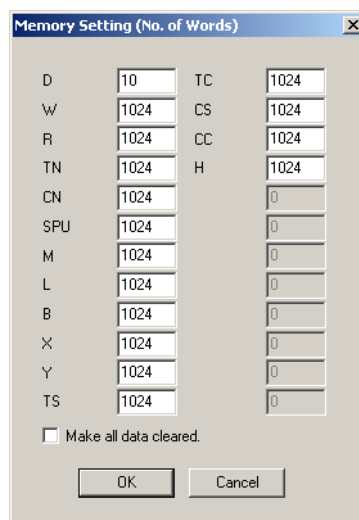 Memory Setting (No. of Words)
D 10 TC 1024
W 1024 CS 1024
R 1024 CC 1024
TN 1024 H 1024
CN 1024 0
SPU 1024 0
M 1024 0
L 1024 0
B 1024 0
X 1024 0
Y 1024 0
TS 1024 0
Make all data cleared.
OK Cancel